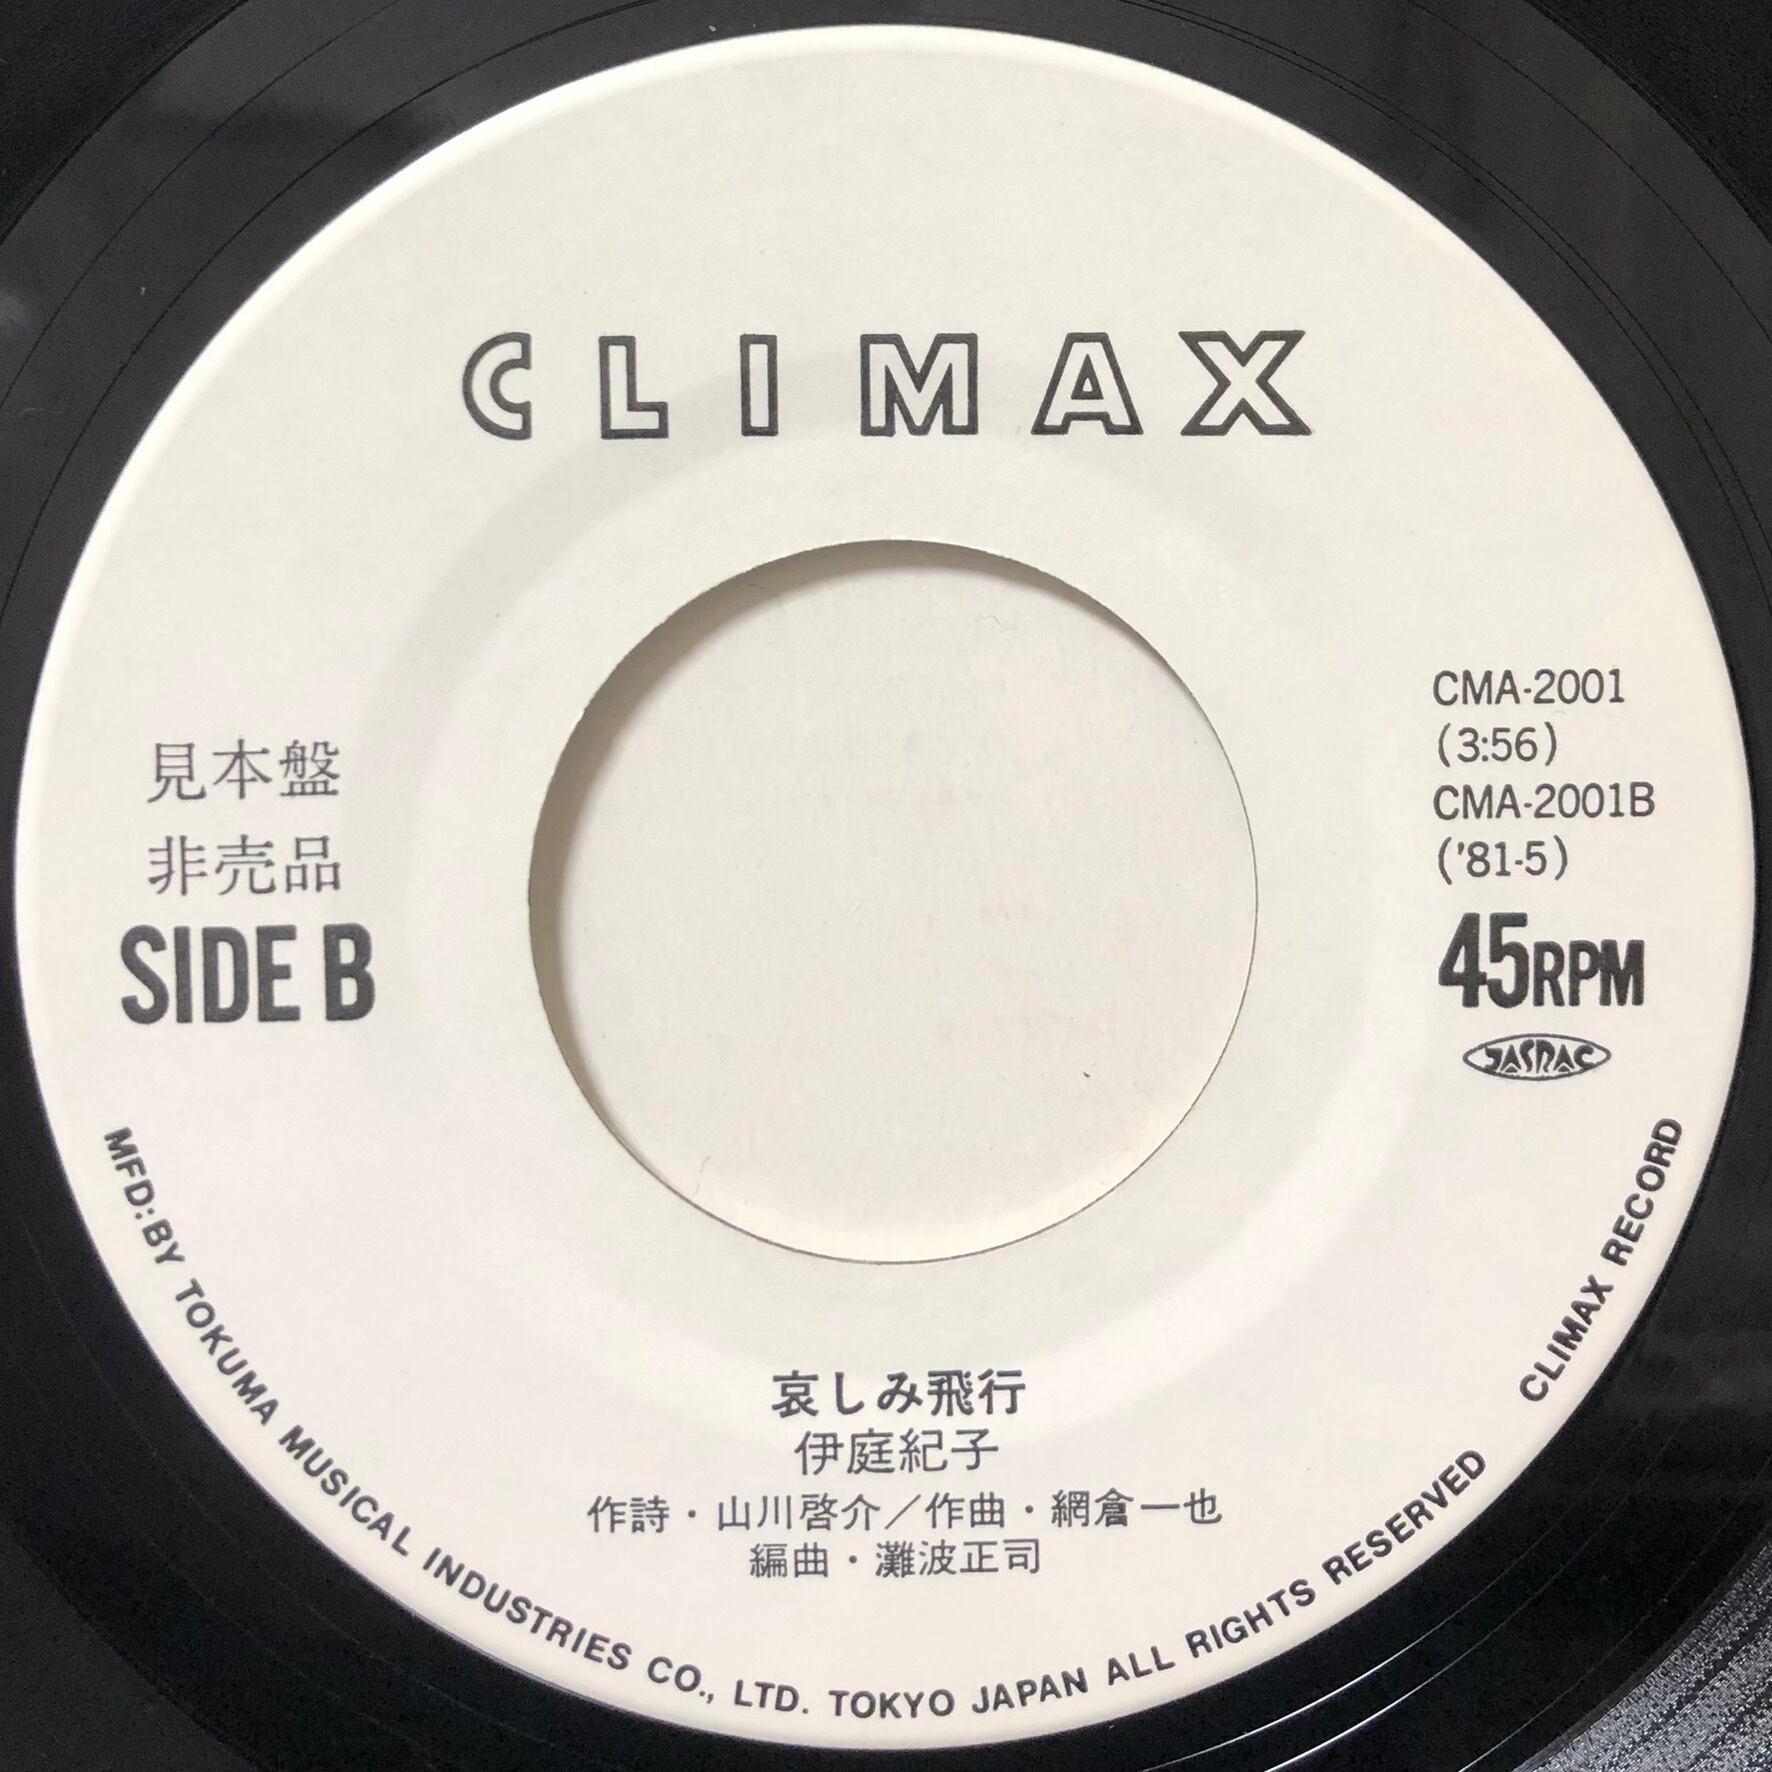 CLIMAX
見本盤
非売品
SIDE B
CMA-2001
(3:56)
CMA-2001B
('81-5)
45RPM
JASRAC
哀しみ飛行
伊庭紀子
作詩・山川啓介／作曲・網倉一也
編曲・灘波正司
MFD:BY TOKUMA MUSICAL INDUSTRIES CO., LTD. TOKYO JAPAN ALL RIGHTS RESERVED
CLIMAX RECORD